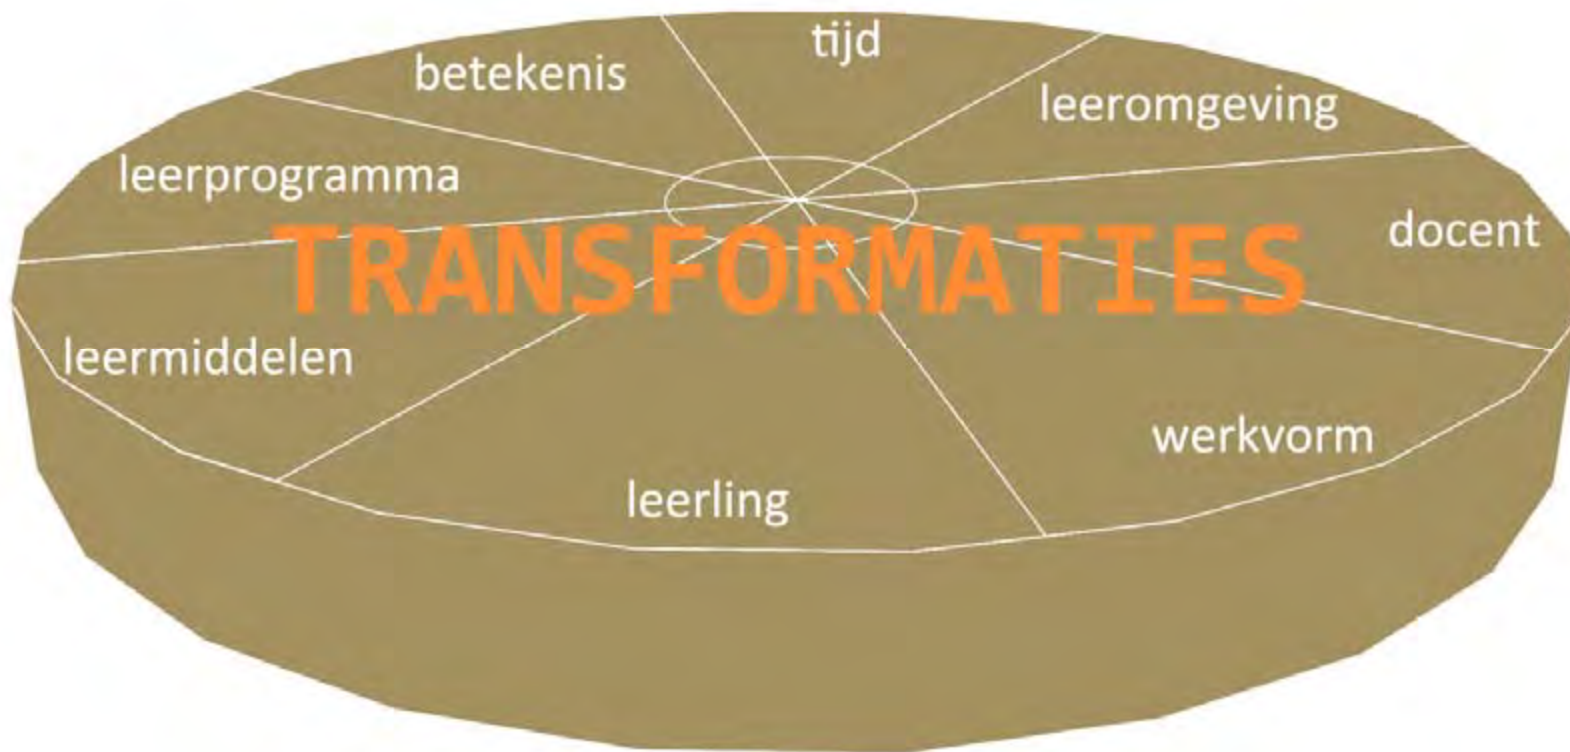 tijd
betekenis
leeromgeving
leerprogramma
docent
TRANSFORMATIES
leermiddelen
werkvorm
leerling